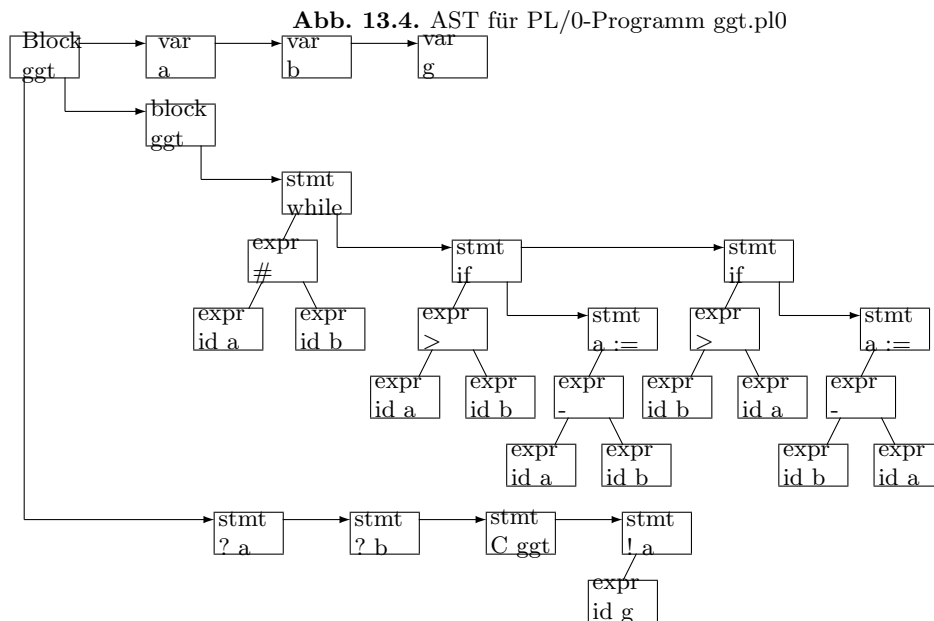 Abb. 13.4. AST für PL/0-Programm ggt.pl0
Block
ggt
var
a
var
b
var
g
block
ggt
stmt
while
expr
#
stmt
if
stmt
if
expr
id a
expr
id b
expr
>
stmt
a :=
expr
>
stmt
a :=
expr
id a
expr
id b
expr
-
expr
id b
expr
id a
expr
-
expr
id a
expr
id b
expr
id b
expr
id a
stmt
? a
stmt
? b
stmt
C ggt
stmt
! a
expr
id g